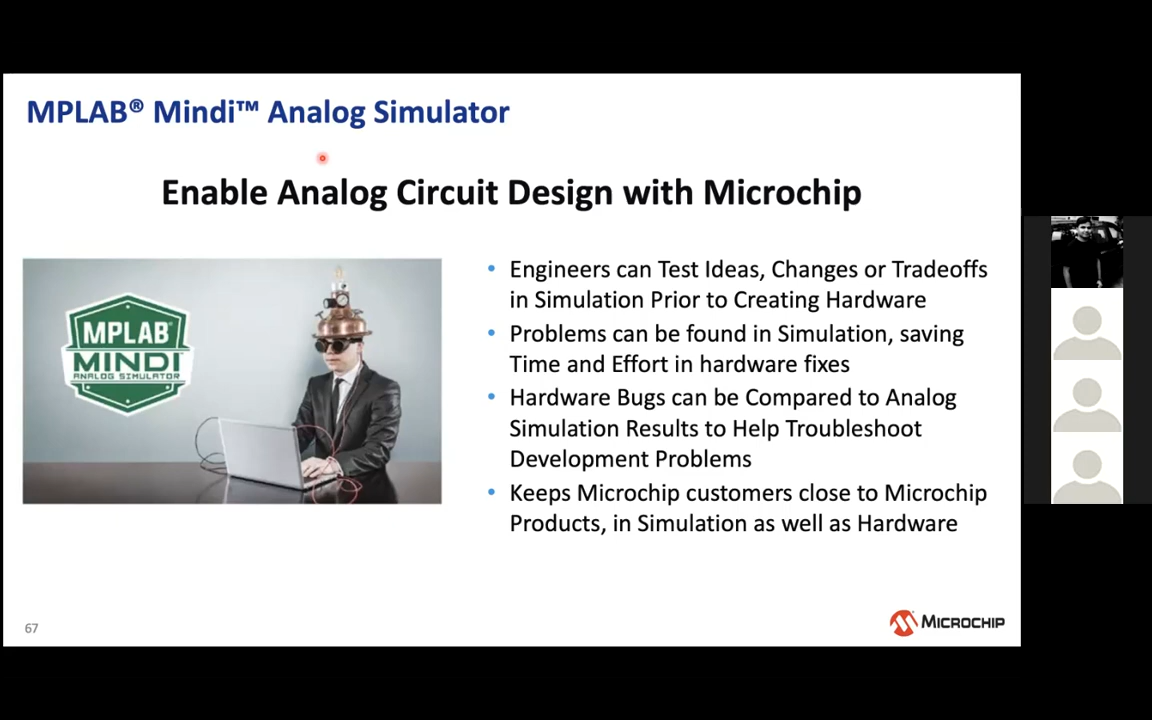 MPLAB® Mindi™ Analog Simulator
Enable Analog Circuit Design with Microchip
MPLAB®
MINDI™
ANALOG SIMULATOR
• Engineers can Test Ideas, Changes or Tradeoffs
in Simulation Prior to Creating Hardware
• Problems can be found in Simulation, saving
Time and Effort in hardware fixes
• Hardware Bugs can be Compared to Analog
Simulation Results to Help Troubleshoot
Development Problems
• Keeps Microchip customers close to Microchip
Products, in Simulation as well as Hardware
67
MICROCHIP